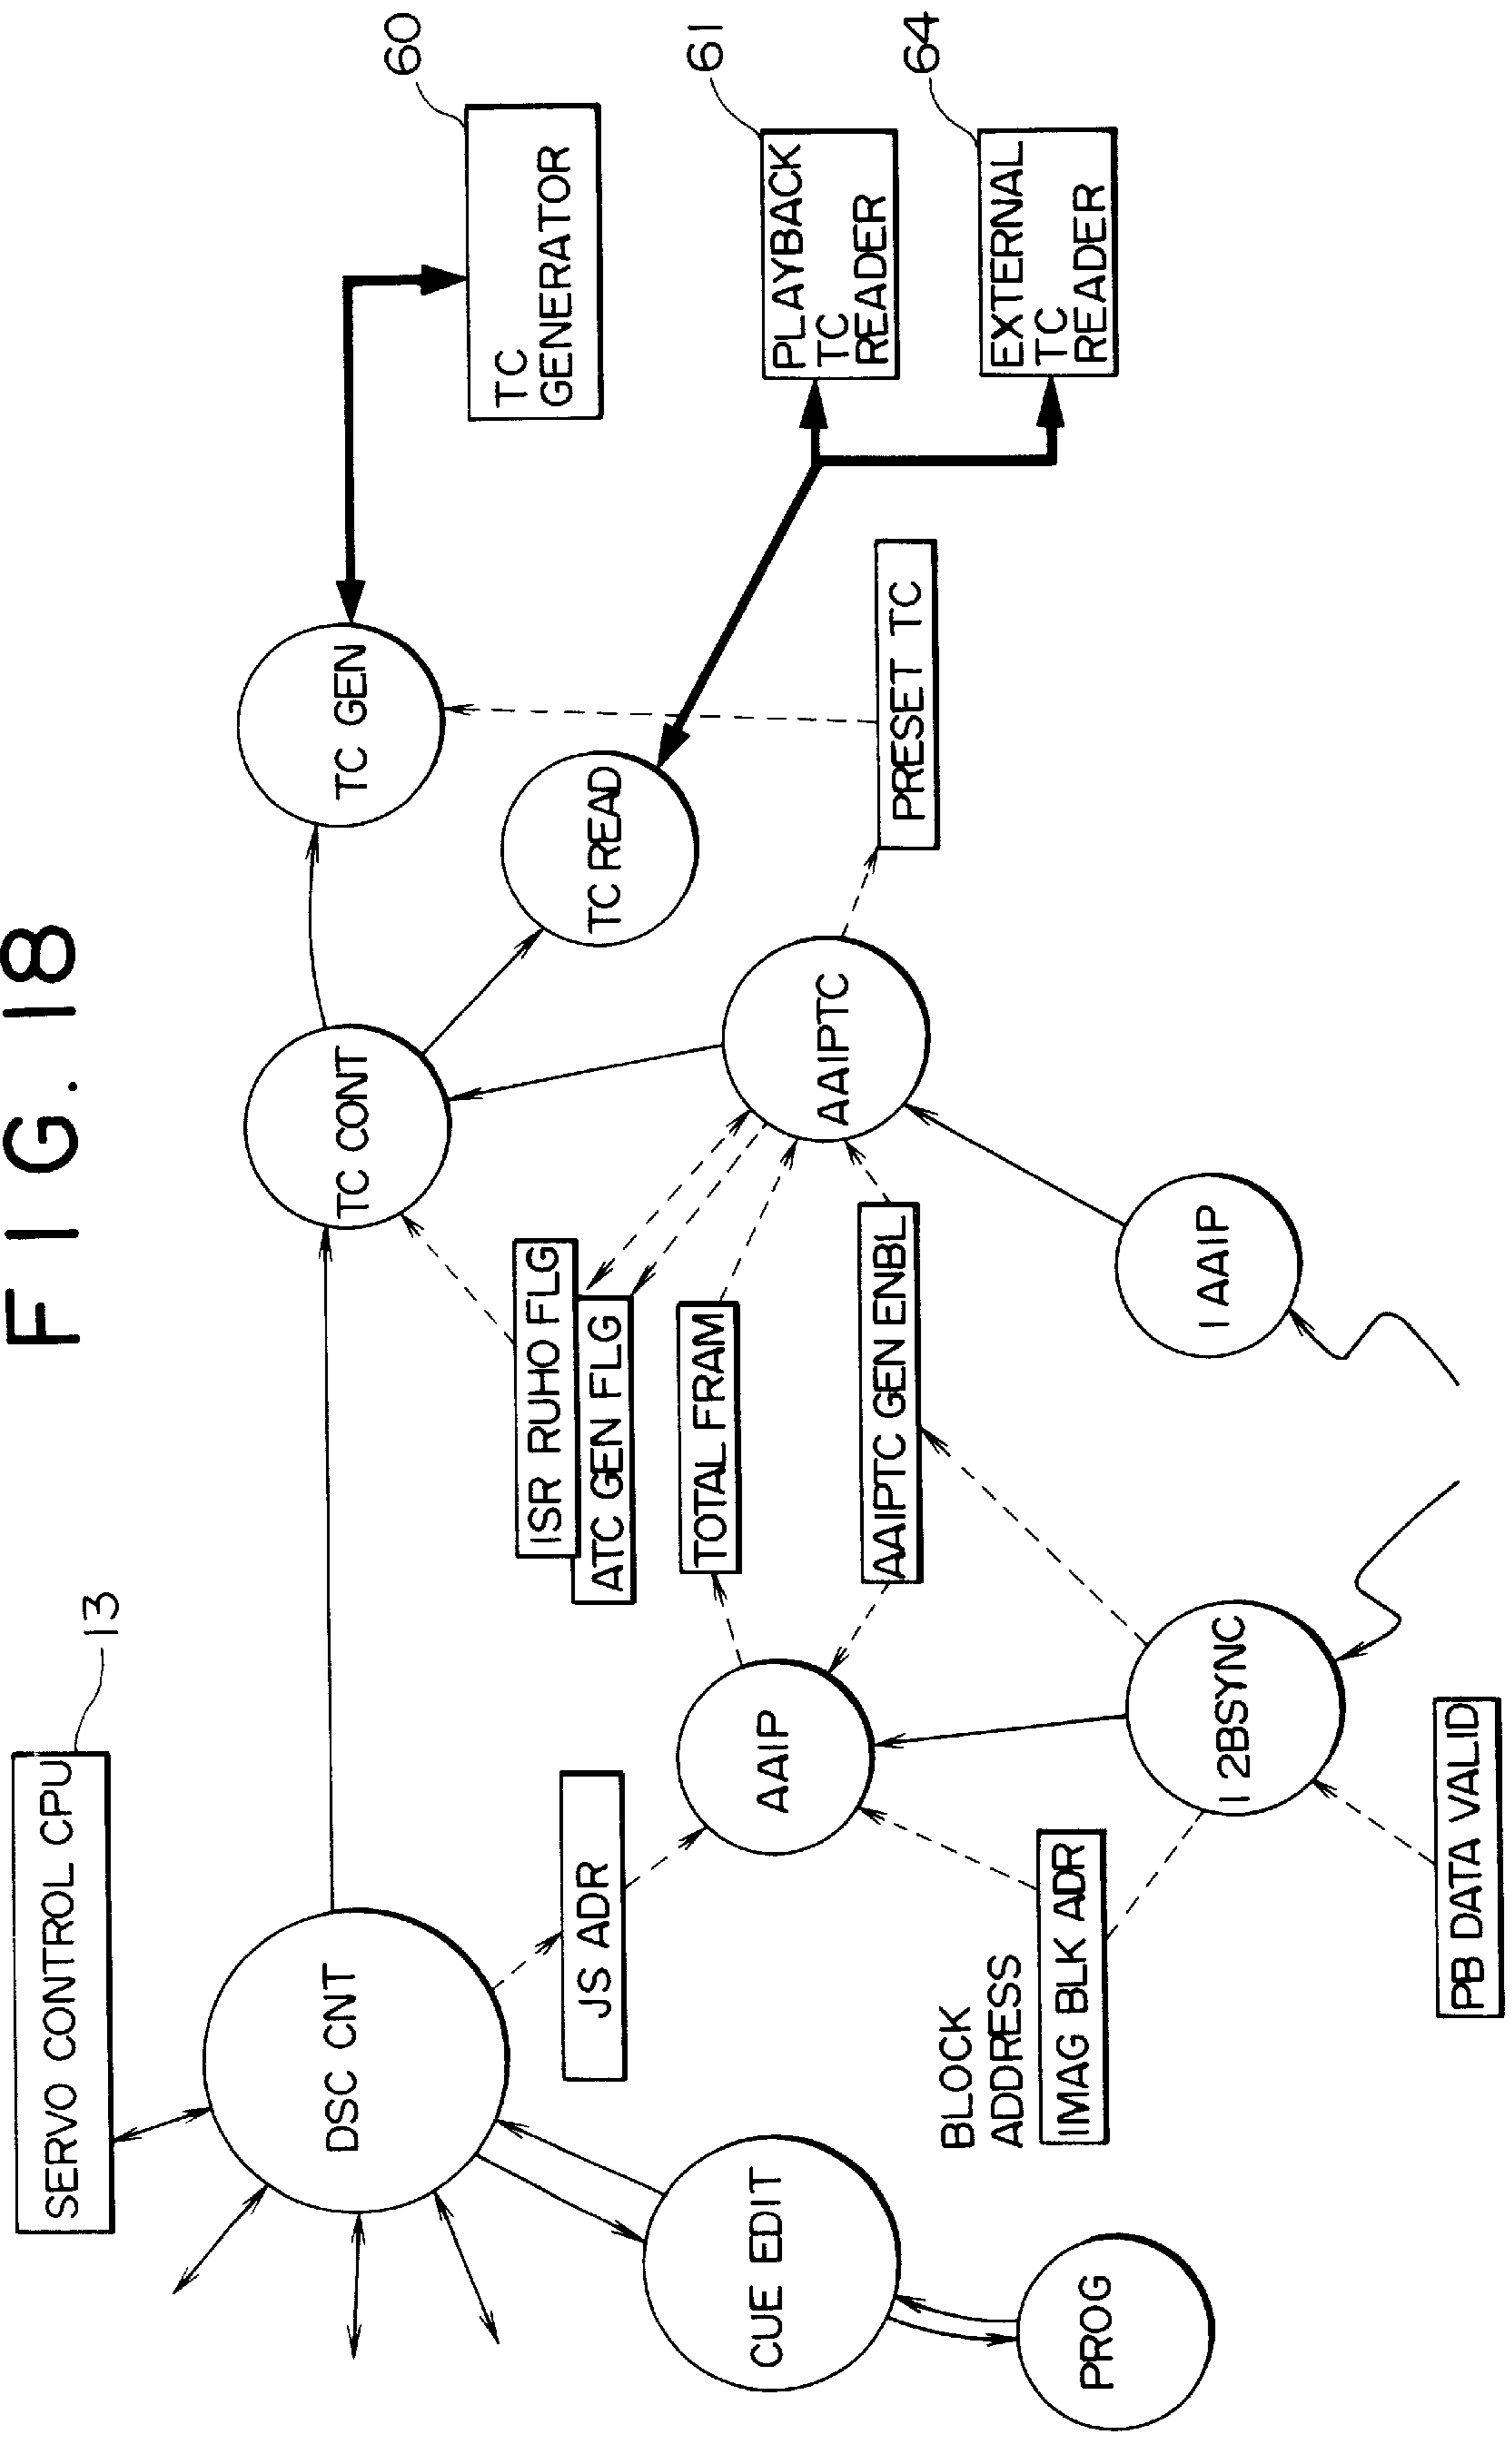 FIG. 18
SERVO CONTROL CPU
13
DSC CNT
TC CONT
TC GEN
60
TC
GENERATOR
ISR RUHO FLG
ATC GEN FLG
TC READ
JS ADR
TOTAL FRAM
CUE EDIT
AAIP
AAIPTC
PLAYBACK
TC
READER
61
AAIPTC GEN ENBL
PRESET TC
BLOCK
ADDRESS
IMAG BLK ADR
EXTERNAL
TC
READER
64
PROG
I 2BSYNC
I AAIP
PB DATA VALID